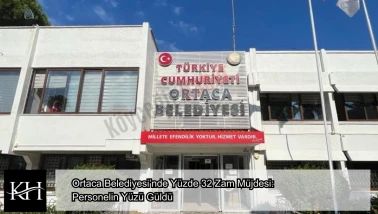 TÜRKİYE
CUMHURİYETİ
ORTACA
BELEDİYESİ
MİLLETE EFENDİLİK YOKTUR, HİZMET VARDIR.
KH
Ortaca Belediyesi'nde Yüzde 32 Zam Müjdesi:
Personelin Yüzü Güldü